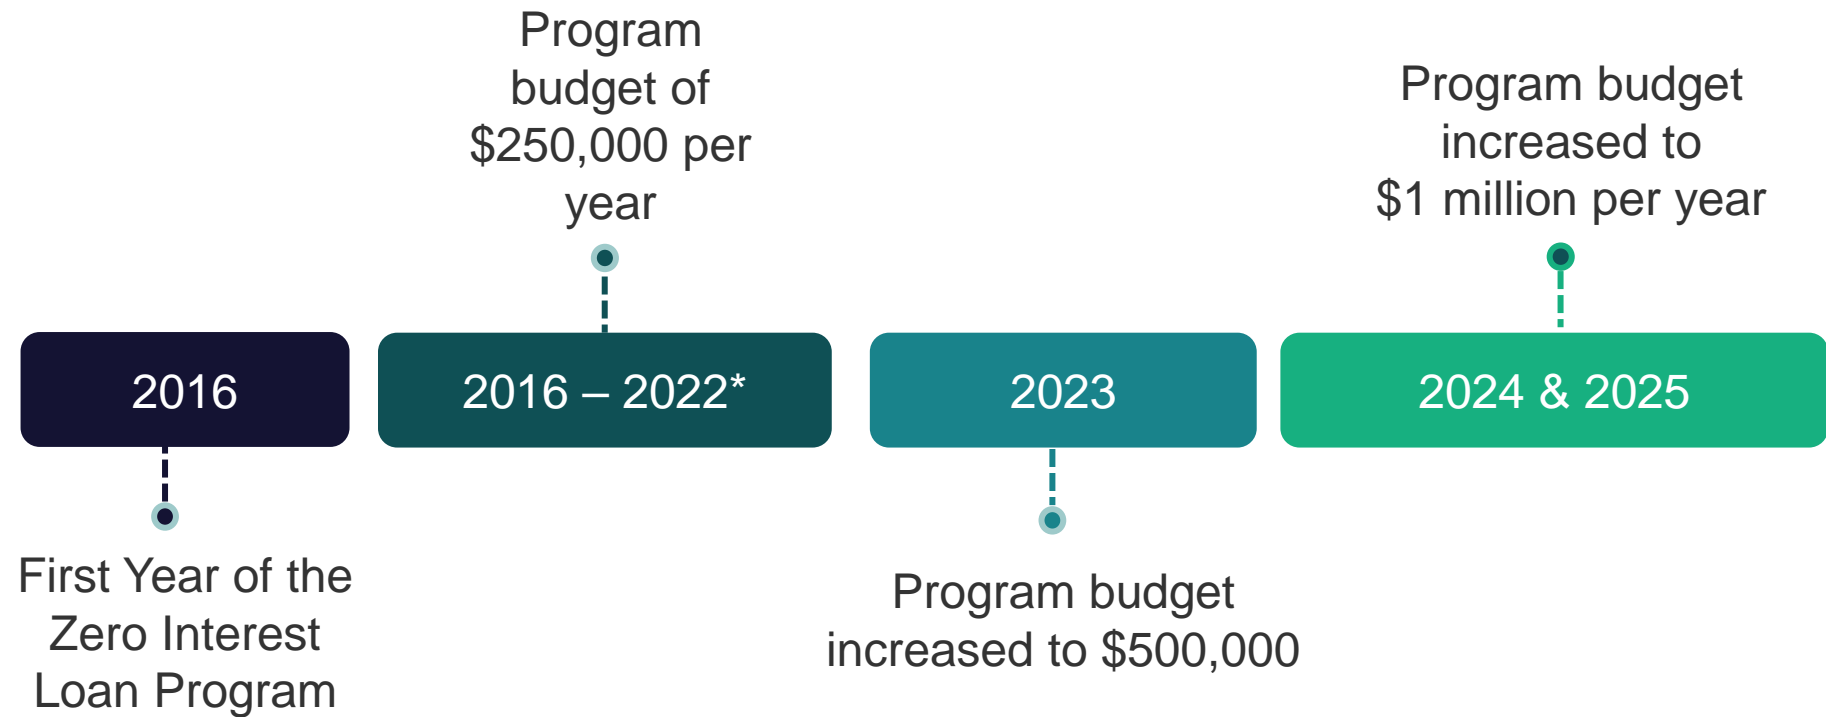 Program
budget of
$250,000 per
year
Program budget
increased to
$1 million per year
2016
2016 – 2022*
2023
2024 & 2025
First Year of the
Zero Interest
Loan Program
Program budget
increased to $500,000